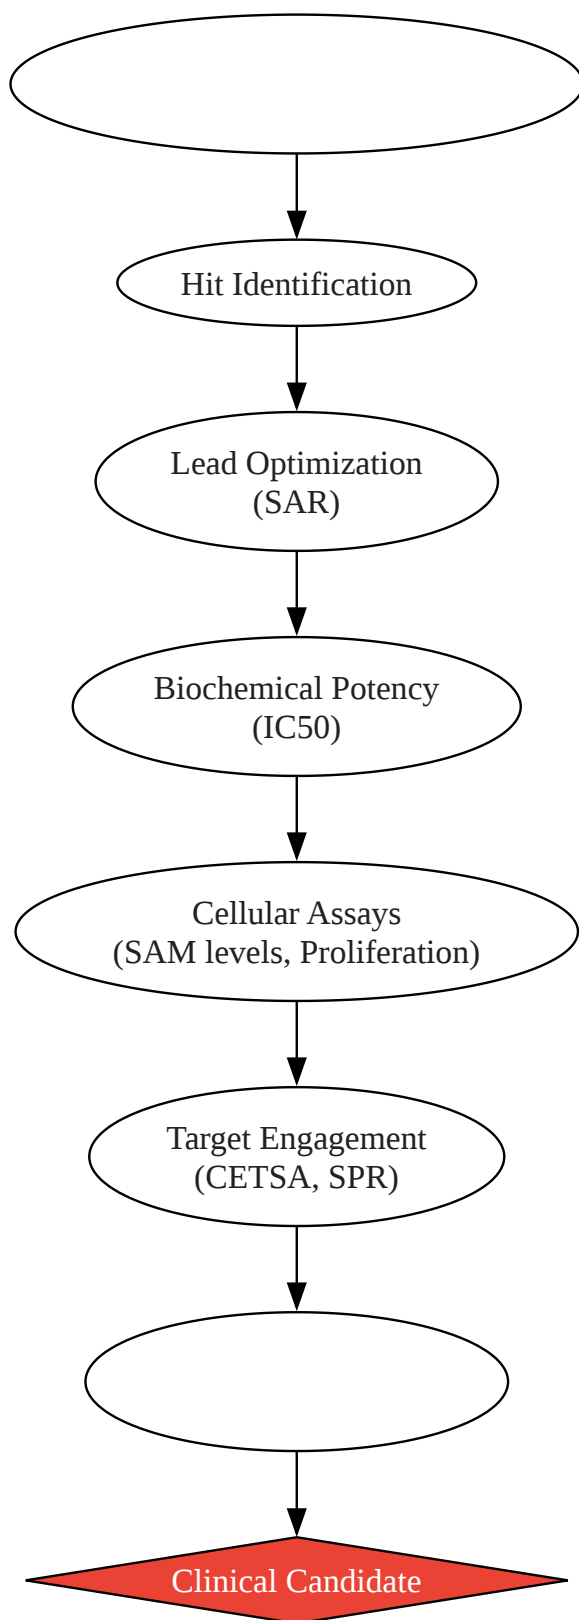 Hit Identification
Lead Optimization
(SAR)
Biochemical Potency
(IC50)
Cellular Assays
(SAM levels, Proliferation)
Target Engagement
(CETSA, SPR)
Clinical Candidate